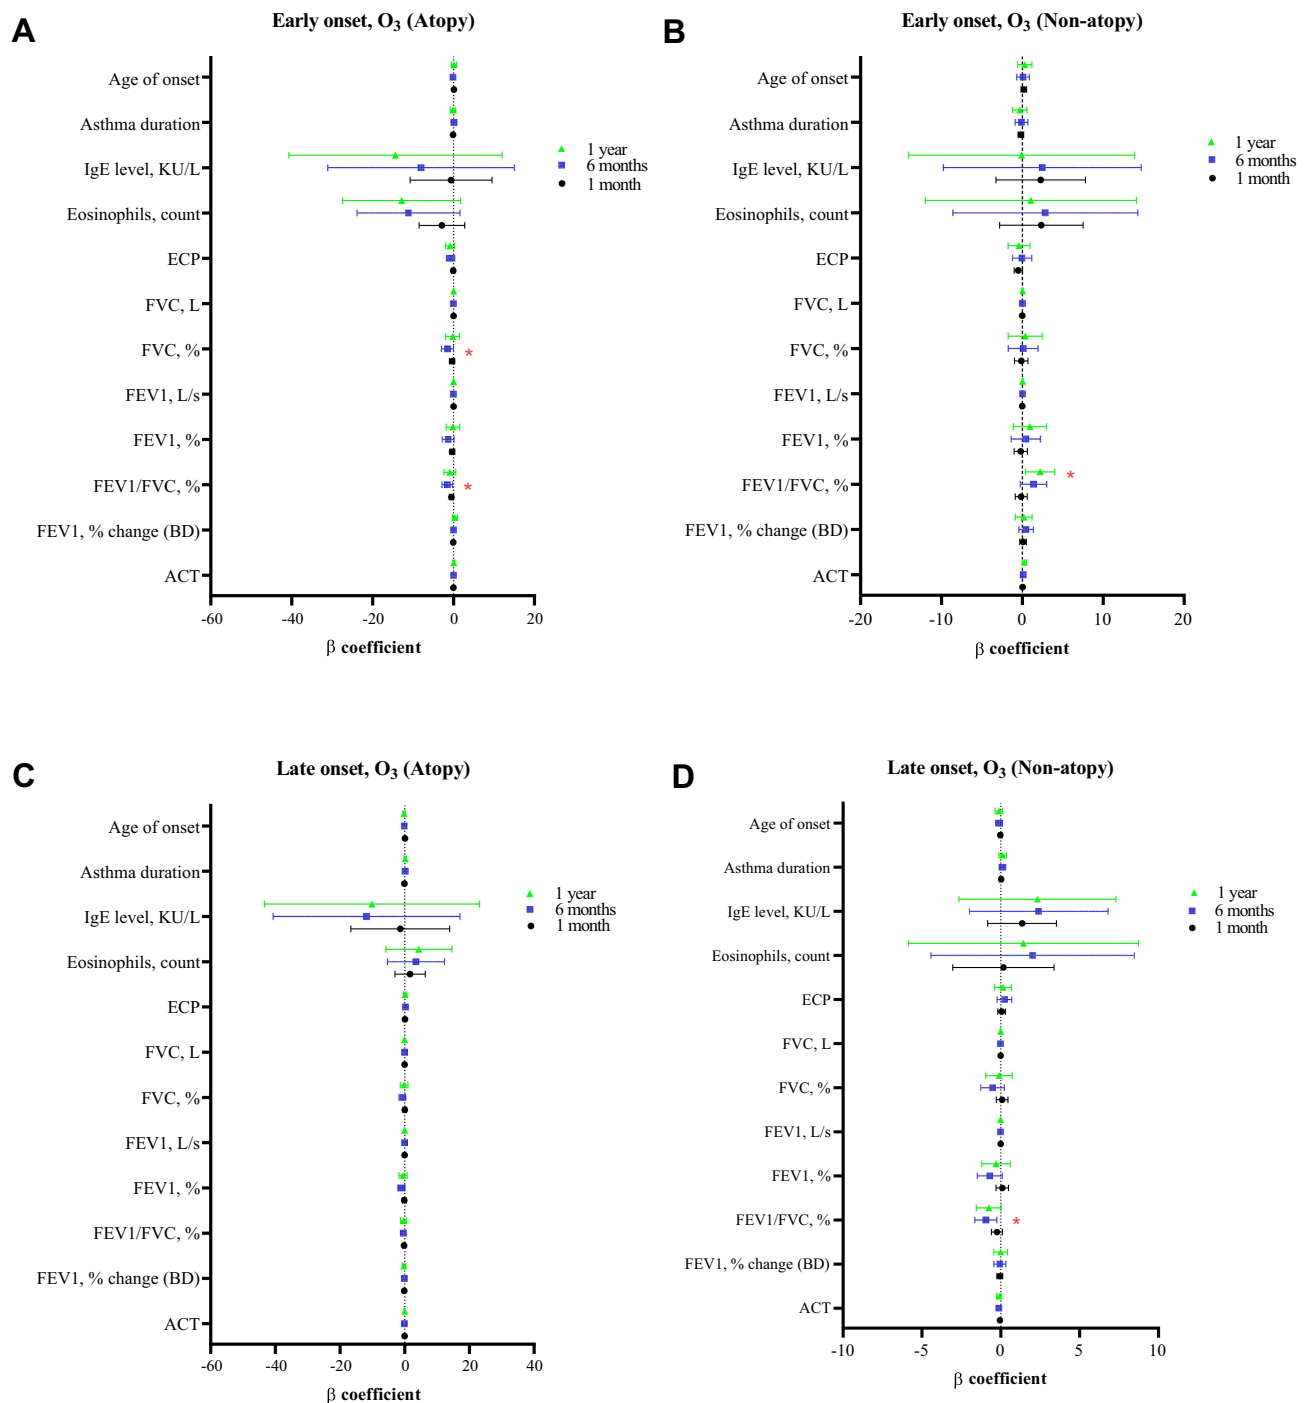 A
Early onset, O₃ (Atopy)
Age of onset
Asthma duration
IgE level, KU/L
Eosinophils, count
ECP
FVC, L
FVC, %
*
FEV1, L/s
FEV1, %
FEV1/FVC, %
*
FEV1, % change (BD)
ACT
1 year
6 months
1 month
-60
-40
-20
0
20
β coefficient
B
Early onset, O₃ (Non-atopy)
Age of onset
Asthma duration
IgE level, KU/L
Eosinophils, count
ECP
FVC, L
FVC, %
FEV1, L/s
FEV1, %
FEV1/FVC, %
*
FEV1, % change (BD)
ACT
1 year
6 months
1 month
-20
-10
0
10
20
β coefficient
C
Late onset, O₃ (Atopy)
Age of onset
Asthma duration
IgE level, KU/L
Eosinophils, count
ECP
FVC, L
FVC, %
FEV1, L/s
FEV1, %
FEV1/FVC, %
FEV1, % change (BD)
ACT
1 year
6 months
1 month
-60
-40
-20
0
20
40
β coefficient
D
Late onset, O₃ (Non-atopy)
Age of onset
Asthma duration
IgE level, KU/L
Eosinophils, count
ECP
FVC, L
FVC, %
FEV1, L/s
FEV1, %
FEV1/FVC, %
*
FEV1, % change (BD)
ACT
1 year
6 months
1 month
-10
-5
0
5
10
β coefficient